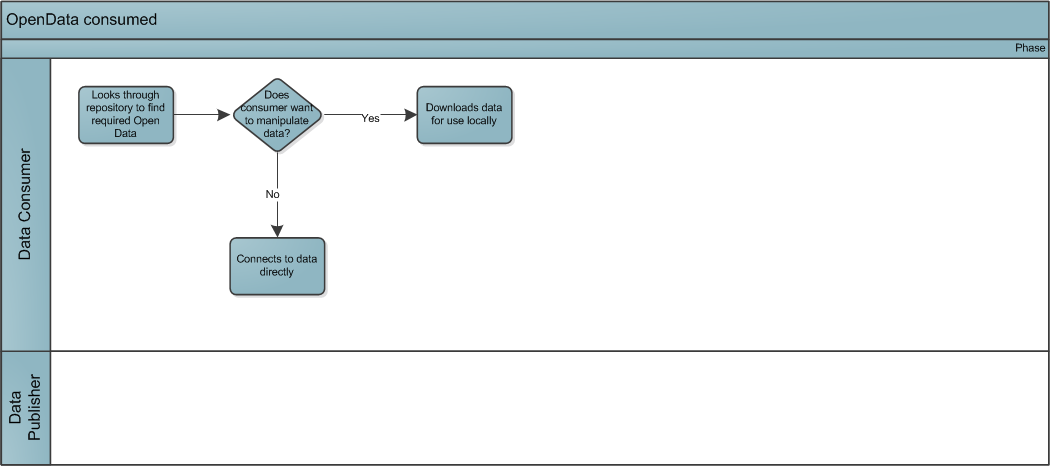 OpenData consumed
Phase
Data Consumer
Looks through
repository to find
required Open
Data
Does
consumer want
to manipulate
data?
Yes
Downloads data
for use locally
No
Connects to data
directly
Data
Publisher